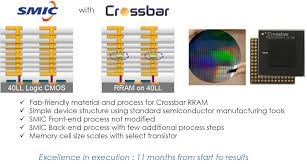 SMIC with Crossbar
40LL Logic CMOS
RRAM on 40LL
Crossbar
✓ Fab-friendly material and process for Crossbar RRAM
✓ Simple device structure using standard semiconductor manufacturing tools
✓ SMIC Front-end process not modified
✓ SMIC Back-end process with few additional process steps
✓ Memory cell size scales with select transistor
Excellence in execution : 11 months from start to results